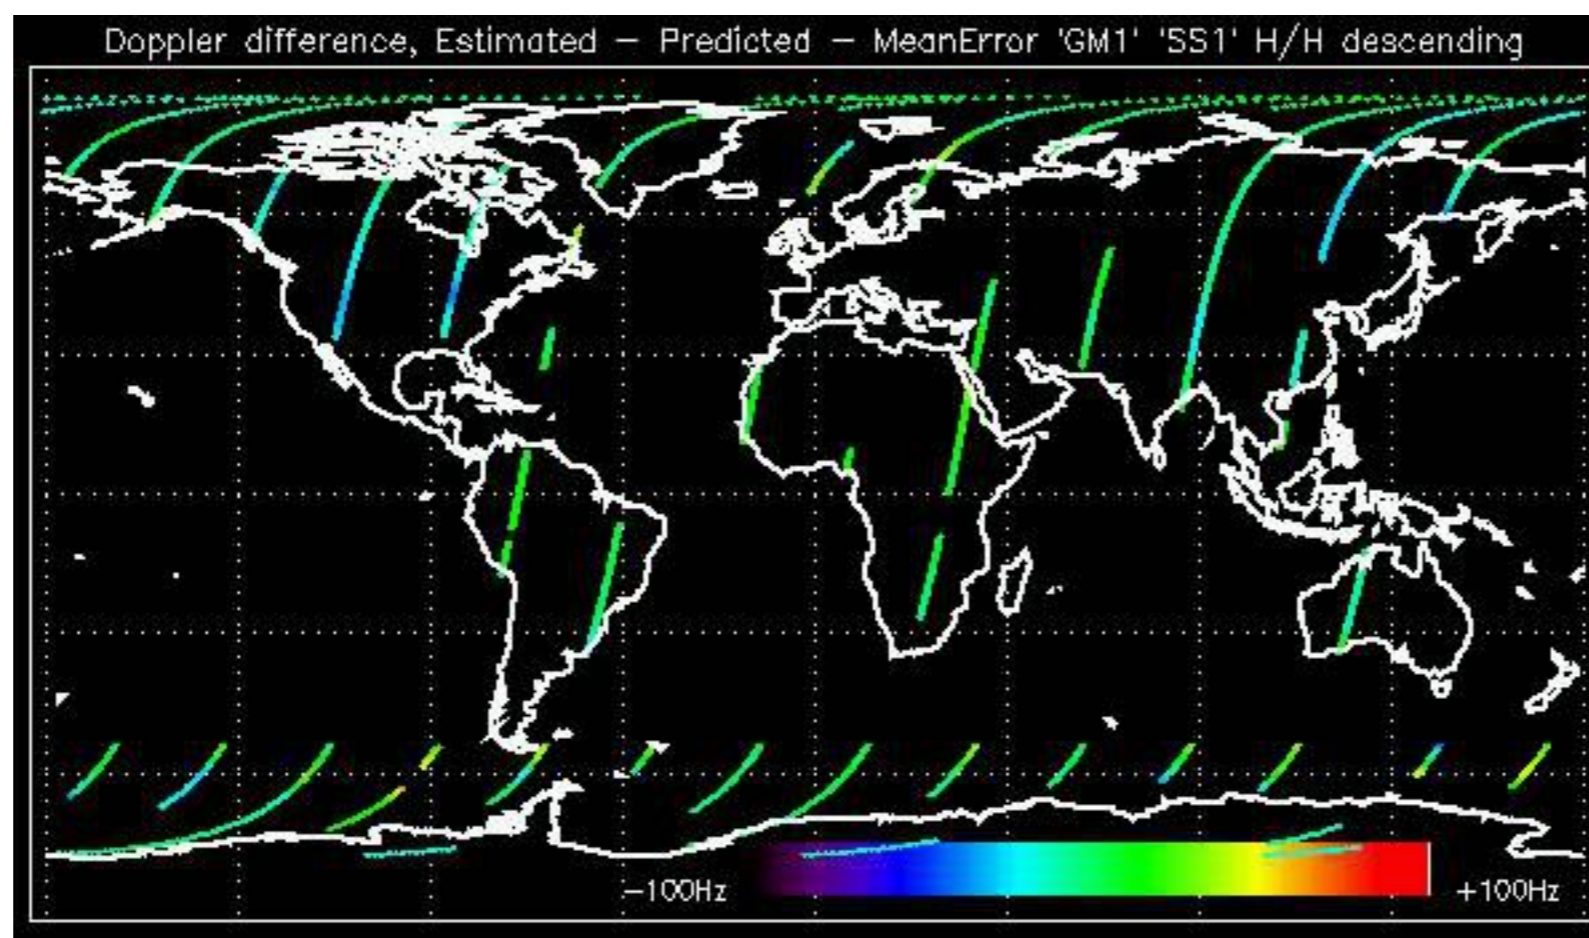 Doppler difference, Estimated – Predicted – MeanError 'GM1' 'SS1' H/H descending
–100Hz +100Hz